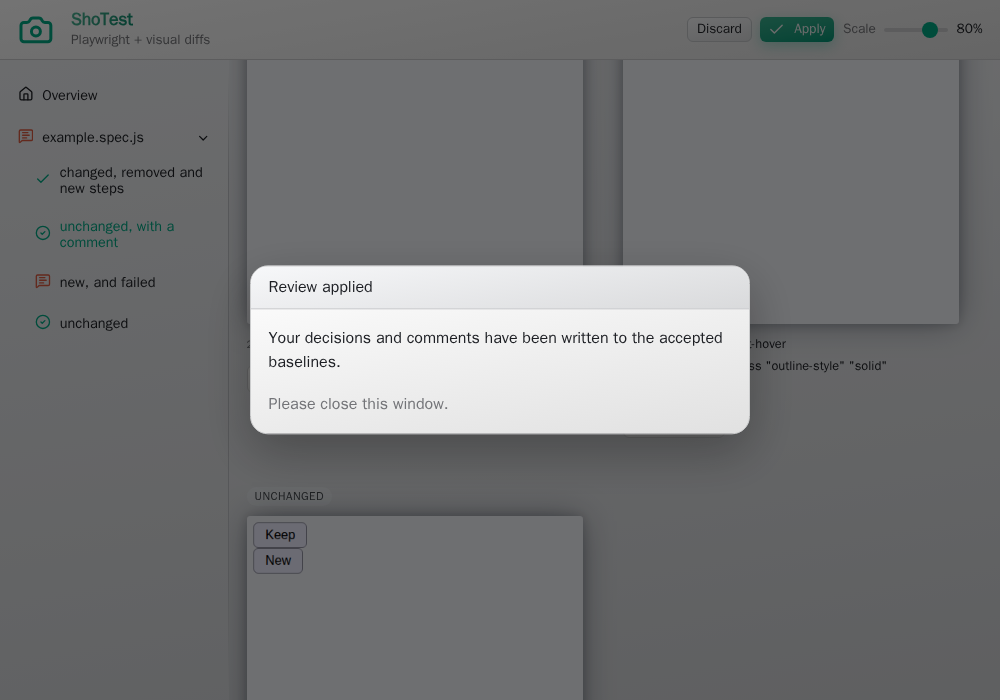 ShoTest
Playwright + visual diffs
Discard
Apply
Scale
80%
Overview
example.spec.js
changed, removed and
new steps
unchanged, with a
comment
new, and failed
unchanged
Review applied
Your decisions and comments have been written to the accepted
baselines.
Please close this window.
-hover
ss "outline-style" "solid"
UNCHANGED
Keep
New